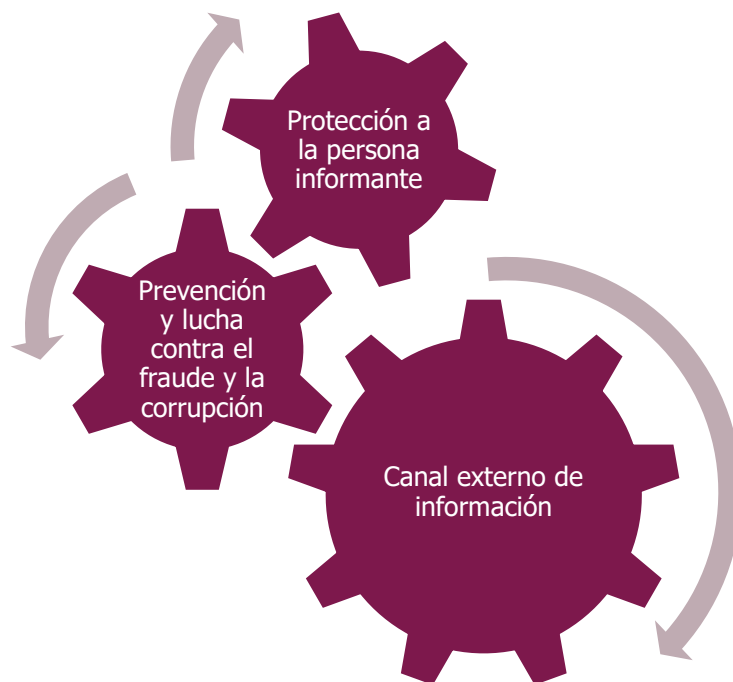 Protección a
la persona
informante
Prevención
y lucha
contra el
fraude y la
corrupción
Canal externo de
información